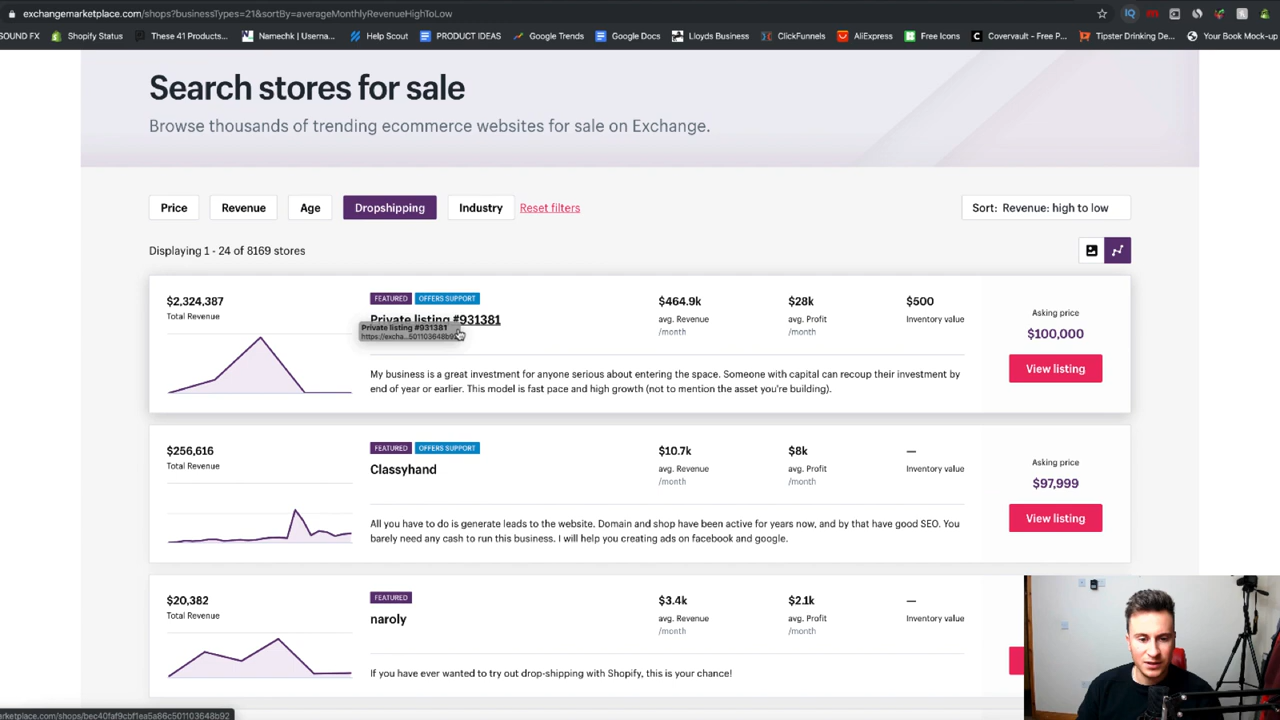 exchangemarketplace.com/shops?businessTypes=21&sortBy=averageMonthlyRevenueHighToLow
SOUND FX
Shopify Status
These 41 Products...
Namechk | Userna...
Help Scout
PRODUCT IDEAS
Google Trends
Google Docs
Lloyds Business
ClickFunnels
AliExpress
Free Icons
Covervault - Free P...
Tipster Drinking De...
Your Book Mock-up
Search stores for sale
Browse thousands of trending ecommerce websites for sale on Exchange.
Price
Revenue
Age
Dropshipping
Industry
Reset filters
Sort: Revenue: high to low
Displaying 1 - 24 of 8169 stores
$2,324,387
Total Revenue
FEATURED
OFFERS SUPPORT
Private listing #931381
Private listing #931381
$464.9k
avg. Revenue
/month
$28k
avg. Profit
/month
$500
Inventory value
Asking price
$100,000
View listing
My business is a great investment for anyone serious about entering the space. Someone with capital can recoup their investment by
end of year or earlier. This model is fast pace and high growth (not to mention the asset you're building).
$256,616
Total Revenue
FEATURED
OFFERS SUPPORT
Classyhand
$10.7k
avg. Revenue
/month
$8k
avg. Profit
/month
—
Inventory value
Asking price
$97,999
View listing
All you have to do is generate leads to the website. Domain and shop have been active for years now, and by that have good SEO. You
barely need any cash to run this business. I will help you creating ads on facebook and google.
$20,382
Total Revenue
FEATURED
naroly
$3.4k
avg. Revenue
/month
$2.1k
avg. Profit
/month
—
Inventory value
If you have ever wanted to try out drop-shipping with Shopify, this is your chance!